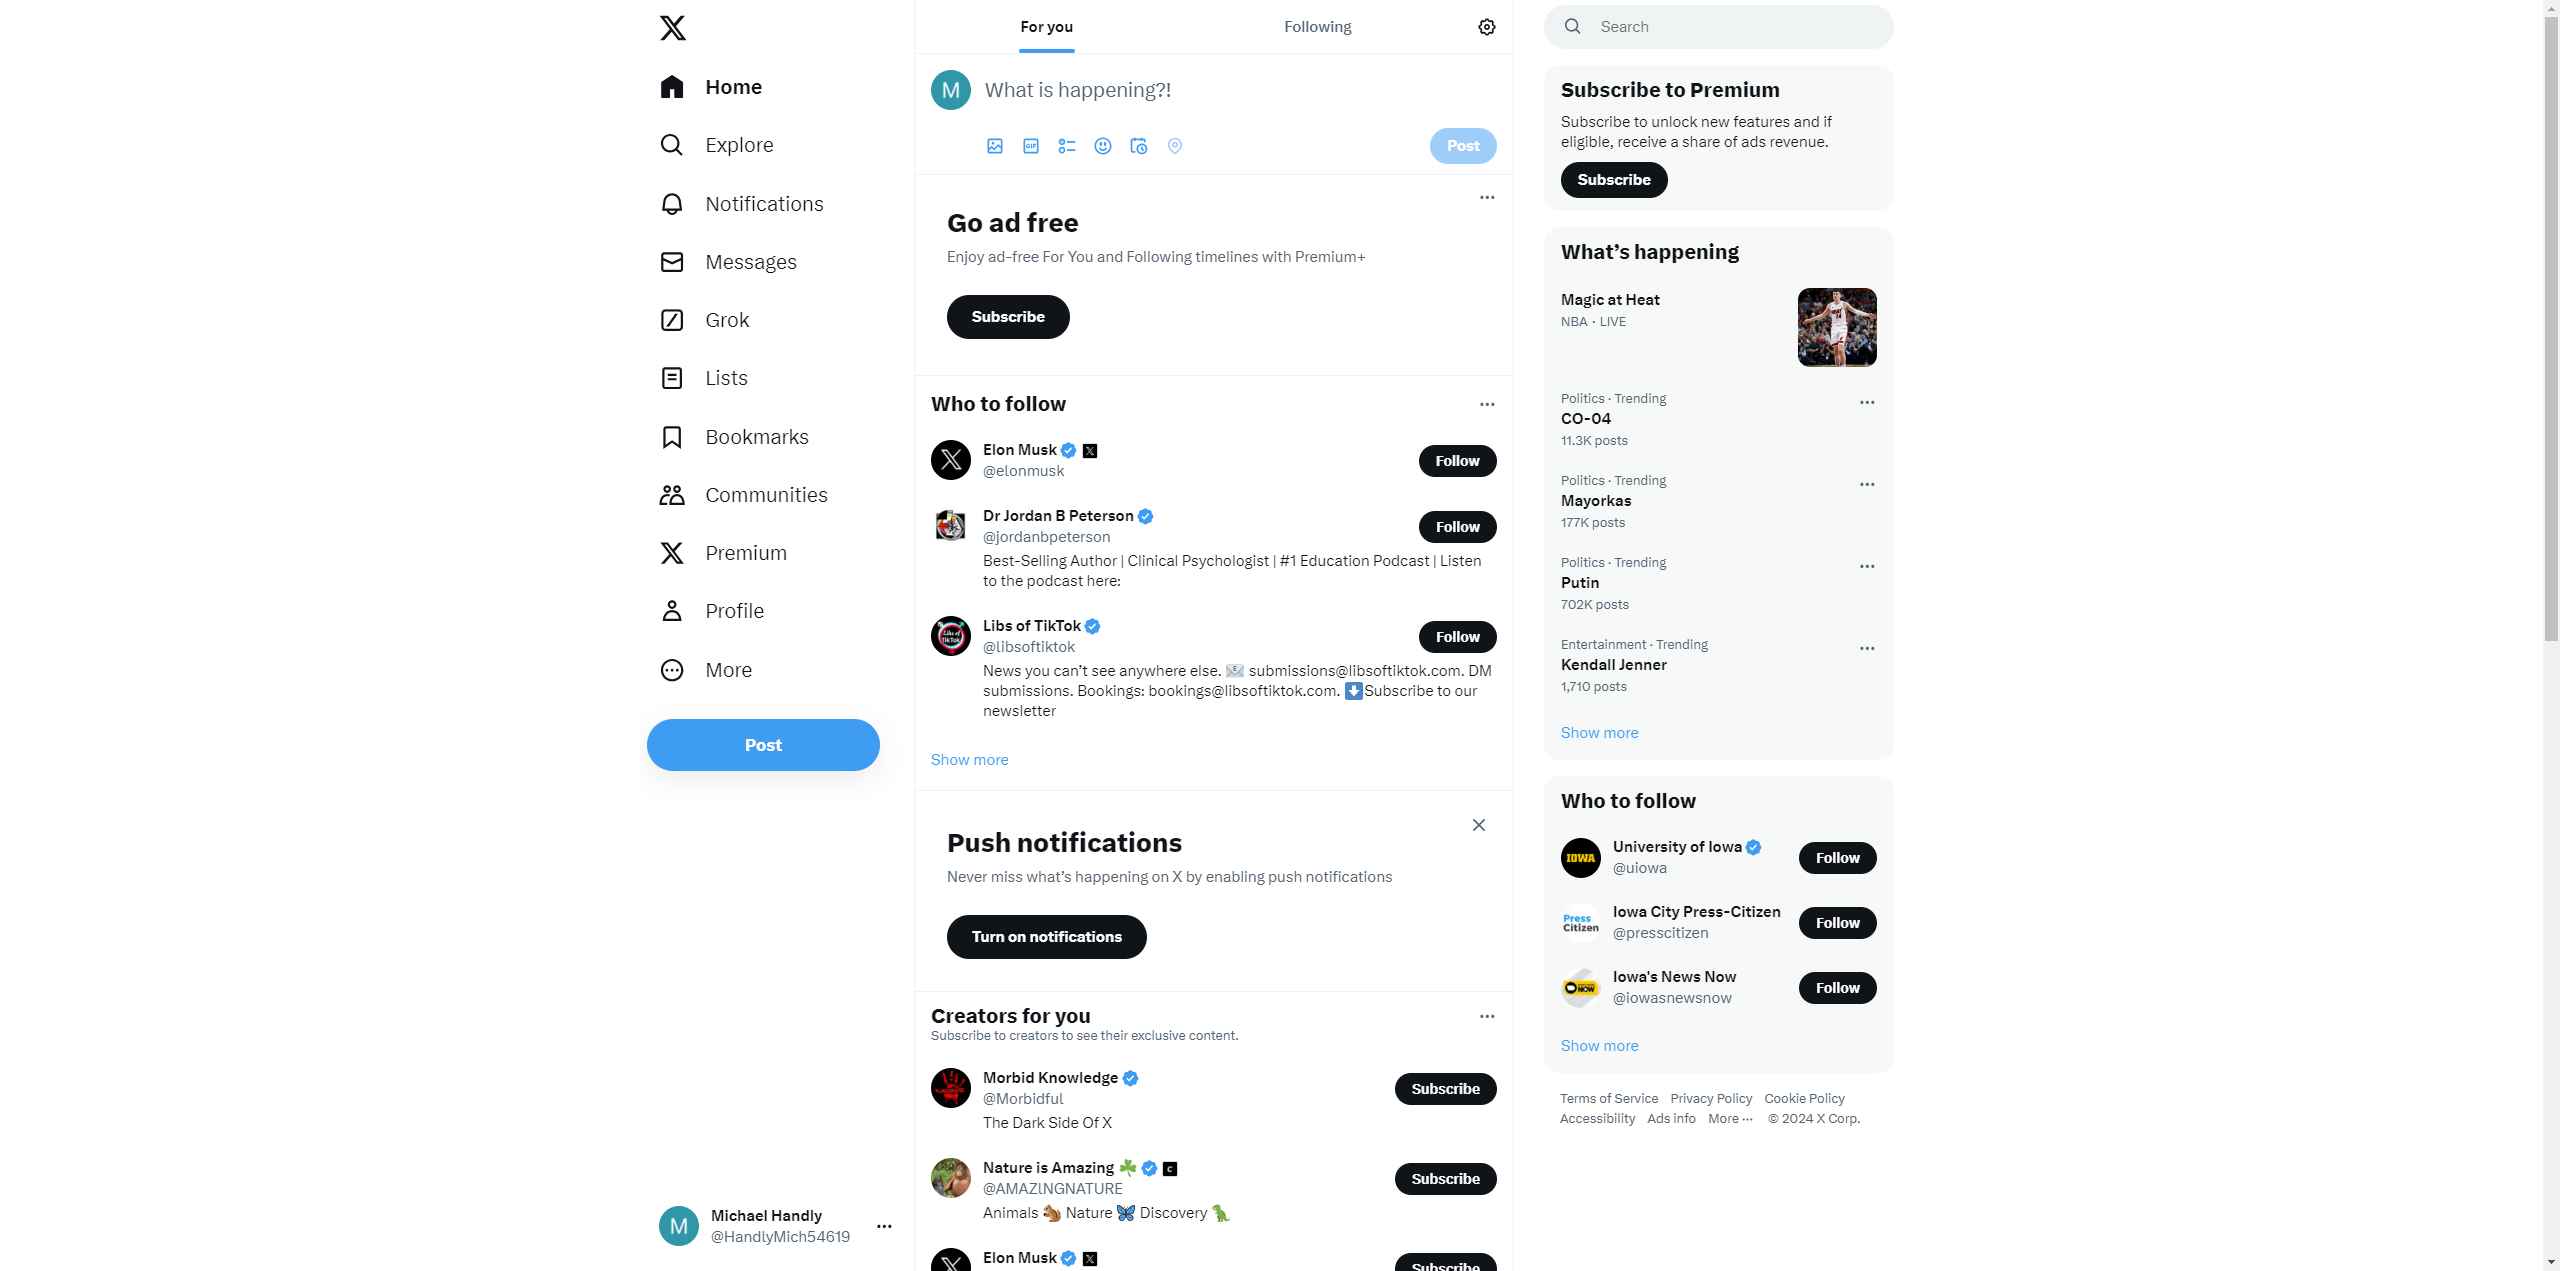 Home
Explore
Notifications
Messages
Grok
Lists
Bookmarks
Communities
Premium
Profile
More
Post
Michael Handly
@HandlyMich54619
For you
Following
M
What is happening?!
GIF
Post
Go ad free
Enjoy ad-free For You and Following timelines with Premium+
Subscribe
Who to follow
Elon Musk
@elonmusk
Follow
Dr Jordan B Peterson
@jordanbpeterson
Follow
Best-Selling Author | Clinical Psychologist | #1 Education Podcast | Listen
to the podcast here:
Libs of TikTok
@libsoftiktok
Follow
News you can’t see anywhere else. 📧 submissions@libsoftiktok.com. DM
submissions. Bookings: bookings@libsoftiktok.com. ⬇️Subscribe to our
newsletter
Show more
Push notifications
Never miss what’s happening on X by enabling push notifications
Turn on notifications
Creators for you
Subscribe to creators to see their exclusive content.
Morbid Knowledge
@Morbidful
Subscribe
The Dark Side Of X
Nature is Amazing ☘️
@AMAZlNGNATURE
Subscribe
Animals 🐿️ Nature 🦋 Discovery 🦖
Elon Musk
Subscribe
M
Search
Subscribe to Premium
Subscribe to unlock new features and if
eligible, receive a share of ads revenue.
Subscribe
What’s happening
Magic at Heat
NBA · LIVE
Politics · Trending
CO-04
11.3K posts
Politics · Trending
Mayorkas
177K posts
Politics · Trending
Putin
702K posts
Entertainment · Trending
Kendall Jenner
1,710 posts
Show more
Who to follow
IOWA
University of Iowa
@uiowa
Follow
Press
Citizen
Iowa City Press-Citizen
@presscitizen
Follow
NOW
Iowa's News Now
@iowasnewsnow
Follow
Show more
Terms of Service Privacy Policy Cookie Policy
Accessibility Ads info More ··· © 2024 X Corp.